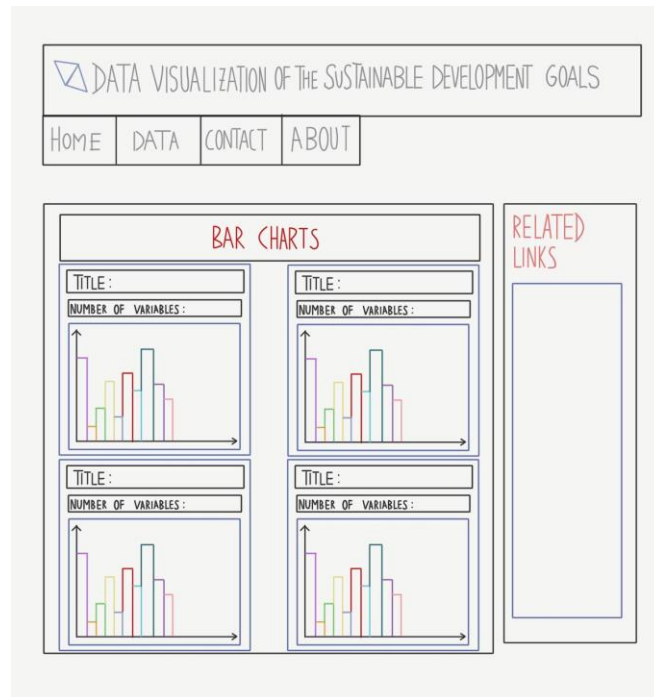 DATA VISUALIZATION OF THE SUSTAINABLE DEVELOPMENT GOALS
HOME DATA CONTACT ABOUT
BAR CHARTS
TITLE :
NUMBER OF VARIABLES :
TITLE :
NUMBER OF VARIABLES :
TITLE :
NUMBER OF VARIABLES :
TITLE :
NUMBER OF VARIABLES :
RELATED
LINKS